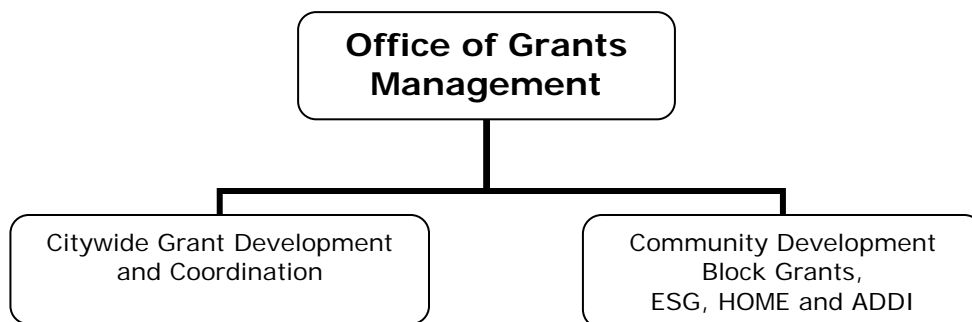 Office of Grants
Management
Citywide Grant Development
and Coordination
Community Development
Block Grants,
ESG, HOME and ADDI